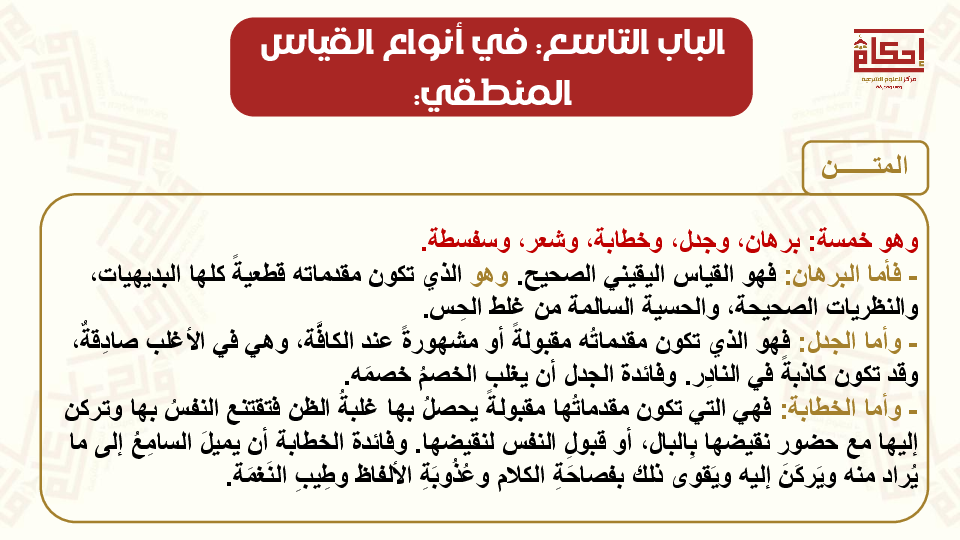 الباب التاسع: في أنواع القياس
المنطقي:
إحكام
مركز للعلوم الشرعية
المتــــــن
وهو خمسة: برهان، وجدل، وخطابة، وشعر، وسفسطة.
- فأما البرهان: فهو القياس اليقيني الصحيح. وهو الذي تكون مقدماته قطعيةً كلها البديهيات،
والنظريات الصحيحة، والحسية السالمة من غلط الحِس.
- وأما الجدل: فهو الذي تكون مقدماتُه مقبولةً أو مشهورةً عند الكافَّة، وهي في الأغلب صادِقةٌ،
وقد تكون كاذبةً في النادِر. وفائدة الجدل أن يغلب الخصمُ خصمَه.
- وأما الخطابة: فهي التي تكون مقدماتُها مقبولةً يحصلُ بها غلبةُ الظن فتقتنع النفسُ بها وتركن
إليها مع حضور نقيضها بِالبال، أو قبولِ النفس لنقيضها. وفائدة الخطابة أن يميلَ السامِعُ إلى ما
يُراد منه ويَركَنَ إليه ويَقوى ذلك بفصاحَةِ الكلام وعُذُوبَةِ الألفاظ وطِيبِ النَغمَة.